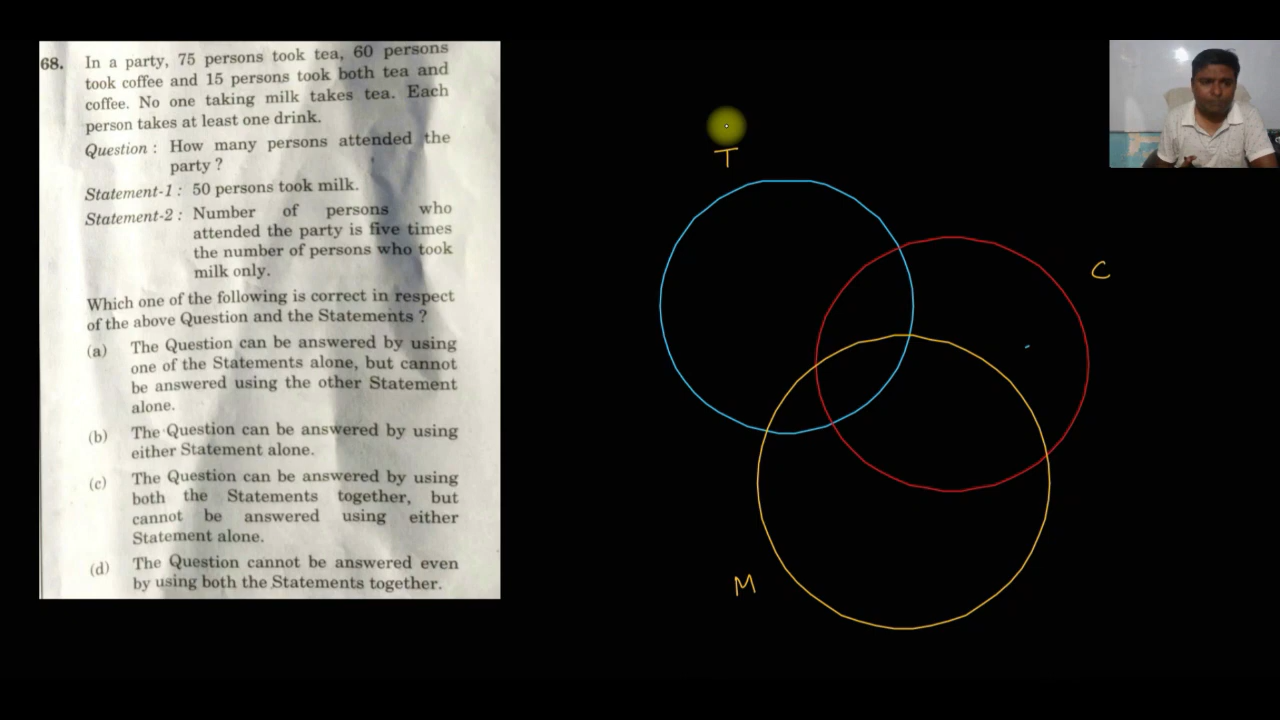 68. In a party, 75 persons took tea, 60 persons
took coffee and 15 persons took both tea and
coffee. No one taking milk takes tea. Each
person takes at least one drink.
Question : How many persons attended the
party ?
Statement-1 : 50 persons took milk.
Statement-2 : Number of persons who
attended the party is five times
the number of persons who took
milk only.
Which one of the following is correct in respect
of the above Question and the Statements ?
(a) The Question can be answered by using
one of the Statements alone, but cannot
be answered using the other Statement
alone.
(b) The Question can be answered by using
either Statement alone.
(c) The Question can be answered by using
both the Statements together, but
cannot be answered using either
Statement alone.
(d) The Question cannot be answered even
by using both the Statements together.
T
C
M